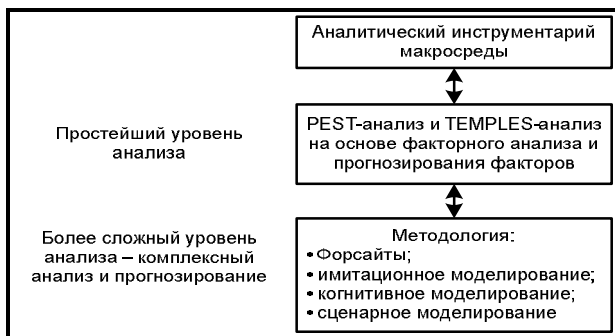 Аналитический инструментарий
макросреды
Простейший уровень
анализа
PEST-анализ и TEMPLES-анализ
на основе факторного анализа и
прогнозирования факторов
Более сложный уровень
анализа – комплексный
анализ и прогнозирование
Методология:
• Форсайты;
• имитационное моделирование;
• когнитивное моделирование;
• сценарное моделирование